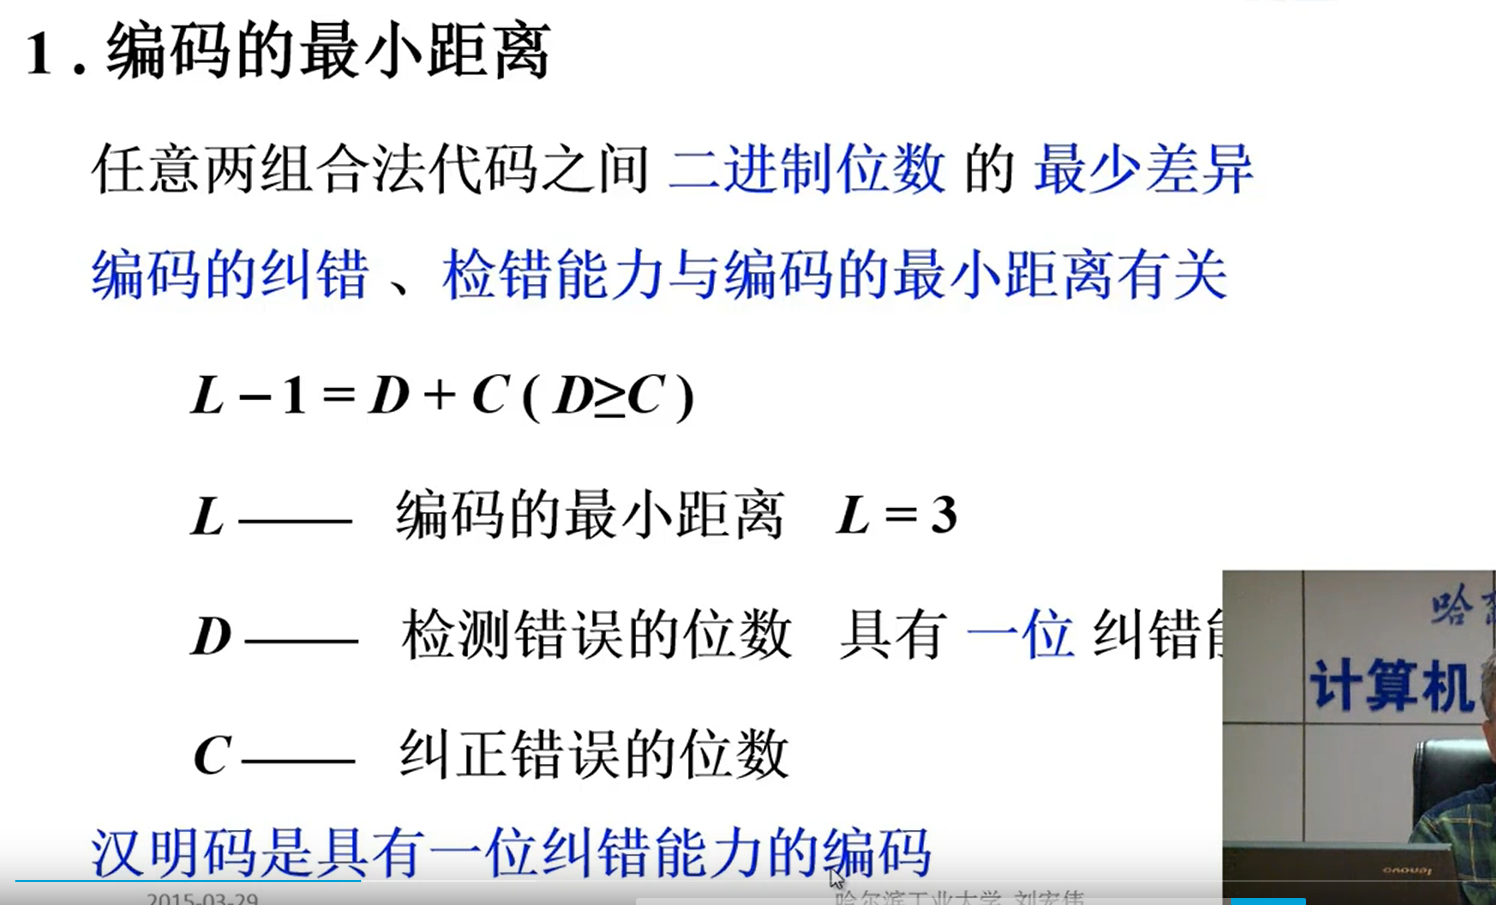 1 . 编码的最小距离
任意两组合法代码之间 二进制位数 的 最少差异
编码的纠错 、检错能力与编码的最小距离有关
L − 1 = D + C ( D≥C )
L —— 编码的最小距离 L = 3
D —— 检测错误的位数 具有 一位 纠错能
C —— 纠正错误的位数
汉明码是具有一位纠错能力的编码
2015-03-29 哈尔滨工业大学 刘宏伟
哈
计算机
lenovo